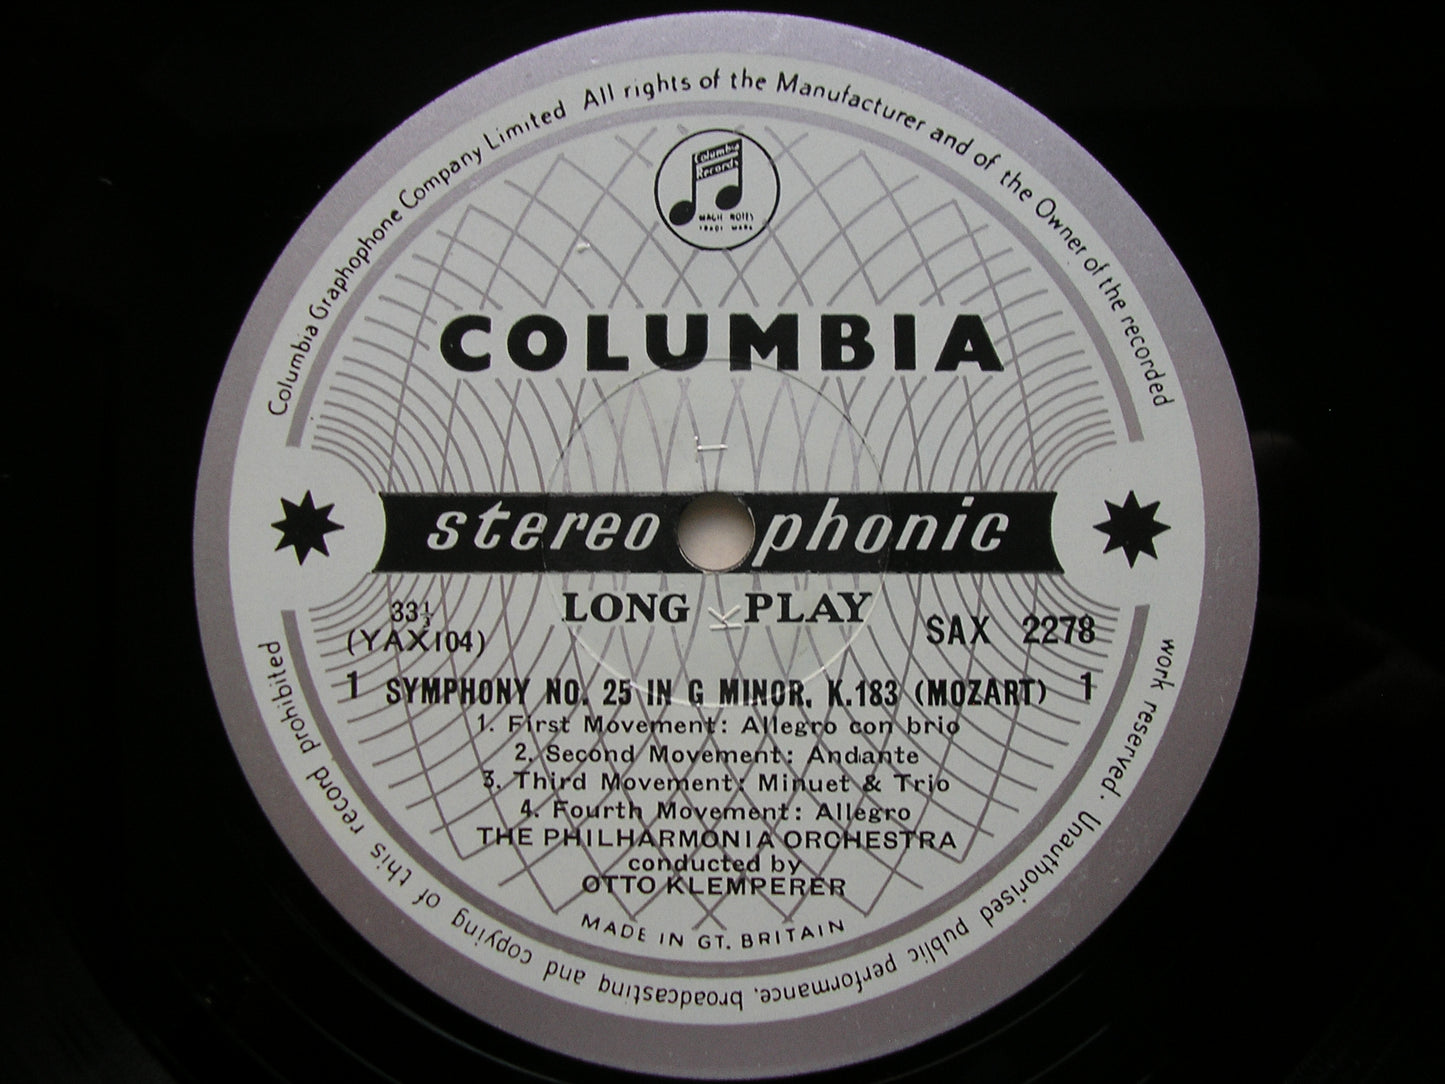 Columbia Graphophone Company Limited All rights of the Manufacturer and of the Owner of the recorded
work reserved · Unauthorised public performance, broadcasting and copying of this record prohibited
Columbia
Records
MAGIC NOTES
TRADE MARK
COLUMBIA
stereo phonic
LONG PLAY
33⅓
(YAX104)
SAX 2278
1 SYMPHONY NO. 25 IN G MINOR, K.183 (MOZART) 1
1. First Movement: Allegro con brio
2. Second Movement: Andante
3. Third Movement: Minuet & Trio
4. Fourth Movement: Allegro
THE PHILHARMONIA ORCHESTRA
conducted by
OTTO KLEMPERER
MADE IN GT. BRITAIN
T
K